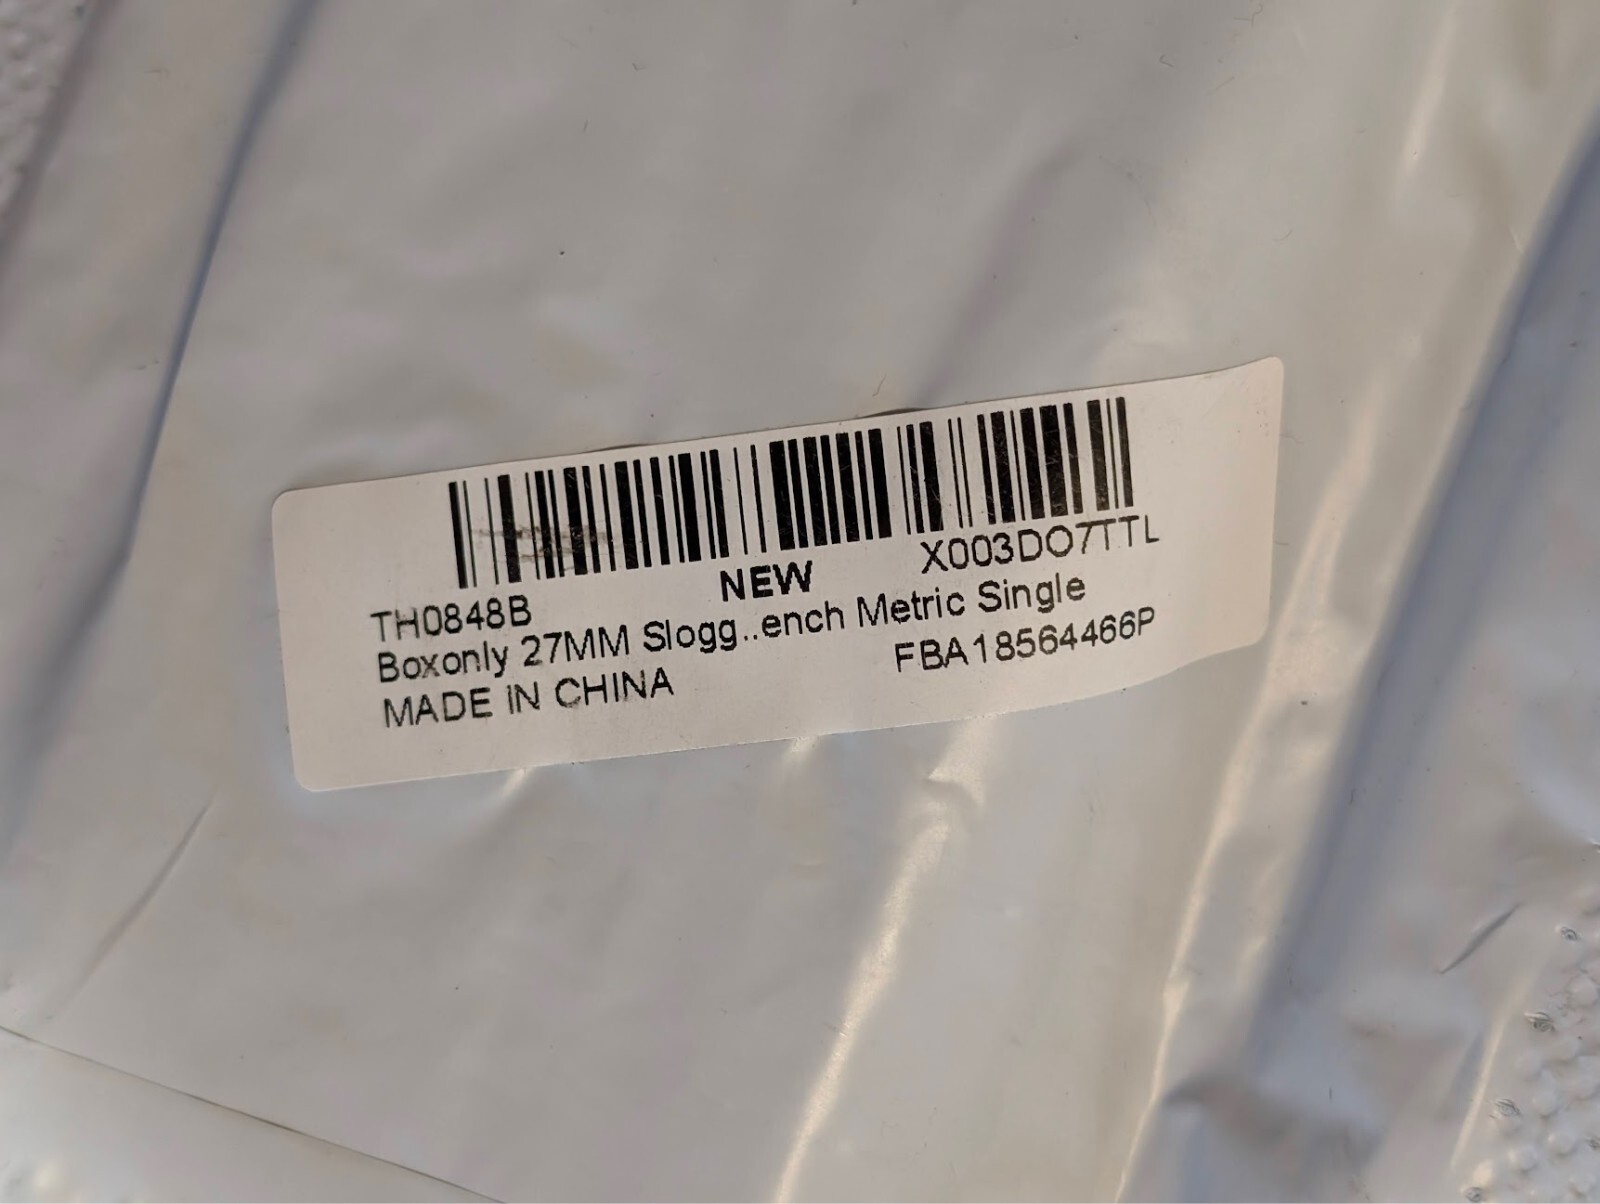 X003DO7TTL
NEW
TH0848B
Boxonly 27MM Slogg..ench Metric Single
MADE IN CHINA
FBA18564466P